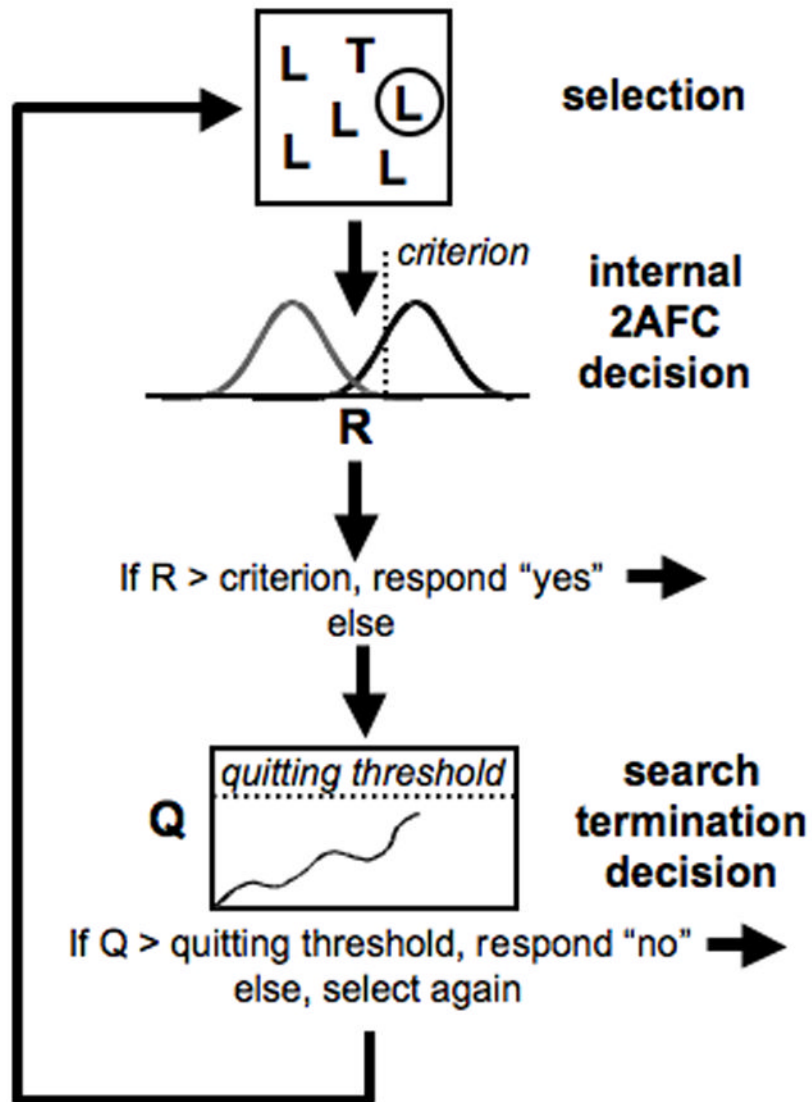 L T
L
L
L
L
selection
criterion
internal
2AFC
decision
R
If R > criterion, respond “yes”
else
quitting threshold
Q
search
termination
decision
If Q > quitting threshold, respond “no”
else, select again